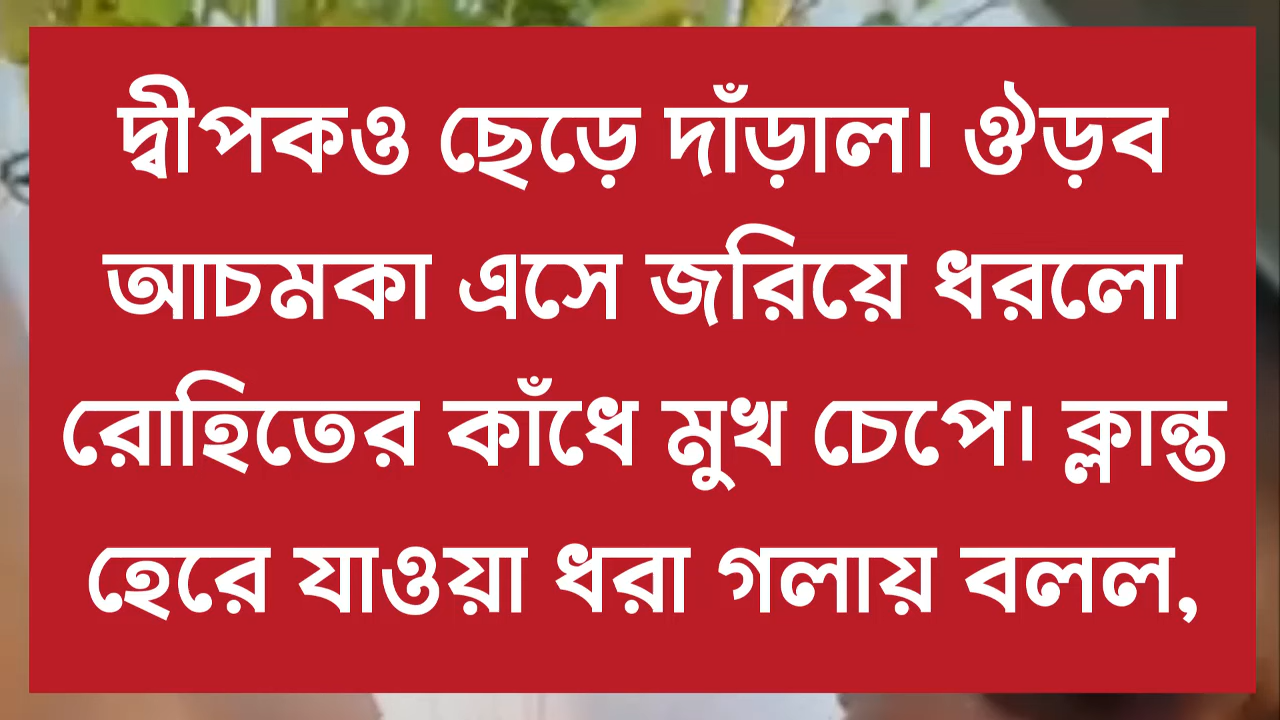 দ্বীপকও ছেড়ে দাঁড়াল। ঔড়ব
আচমকা এসে জরিয়ে ধরলো
রোহিতের কাঁধে মুখ চেপে। ক্লান্ত
হেরে যাওয়া ধরা গলায় বলল,